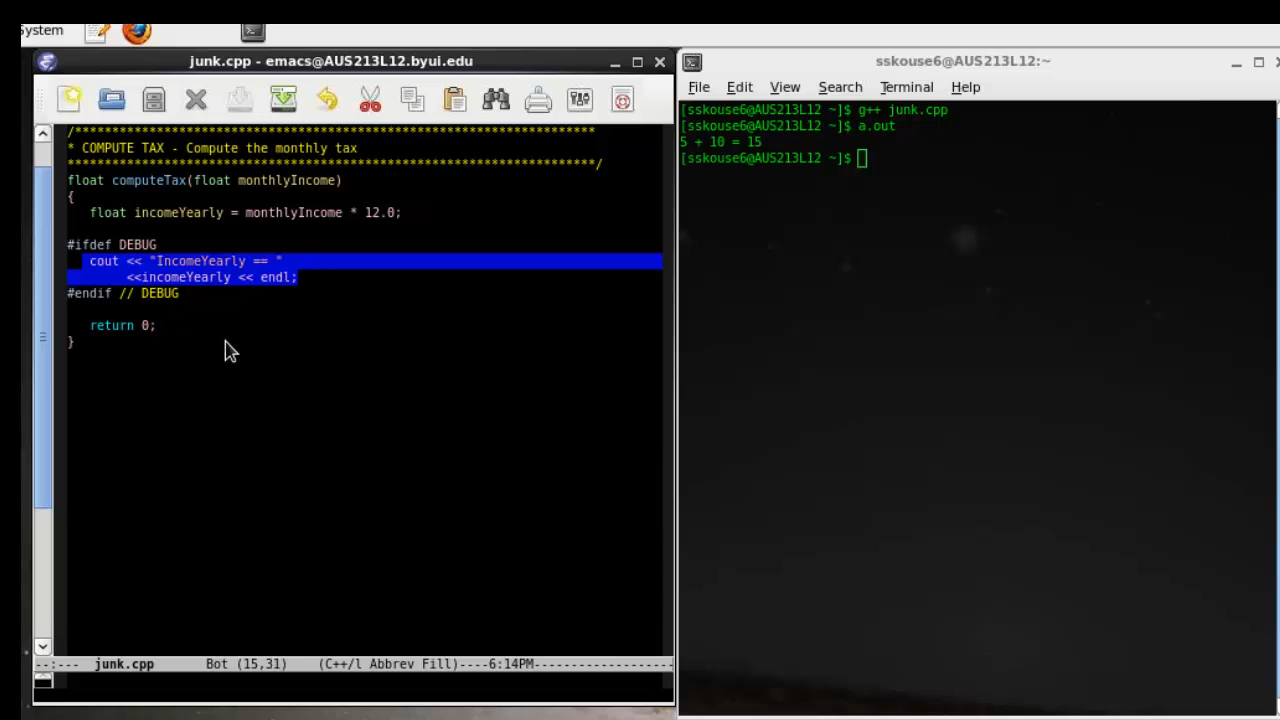 System
junk.cpp - emacs@AUS213L12.byui.edu
/**********************************************************************
* COMPUTE TAX - Compute the monthly tax
***********************************************************************/
float computeTax(float monthlyIncome)
{
   float incomeYearly = monthlyIncome * 12.0;
#ifdef DEBUG
   cout << "IncomeYearly == "
        <<incomeYearly << endl;
#endif // DEBUG
   return 0;
}
--:--- junk.cpp Bot (15,31) (C++/l Abbrev Fill)----6:14PM-------------------
sskouse6@AUS213L12:~
File Edit View Search Terminal Help
[sskouse6@AUS213L12 ~]$ g++ junk.cpp
[sskouse6@AUS213L12 ~]$ a.out
5 + 10 = 15
[sskouse6@AUS213L12 ~]$